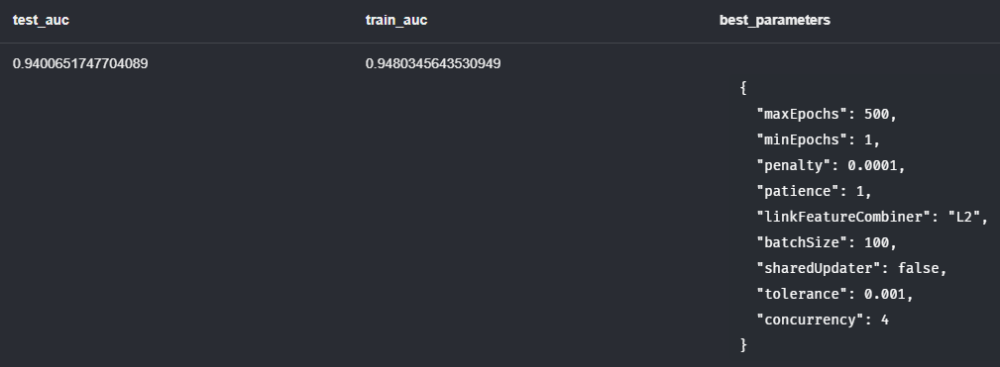 test_auc train_auc best_parameters
0.9400651747704089 0.9480345643530949
{
"maxEpochs": 500,
"minEpochs": 1,
"penalty": 0.0001,
"patience": 1,
"linkFeatureCombiner": "L2",
"batchSize": 100,
"sharedUpdater": false,
"tolerance": 0.001,
"concurrency": 4
}